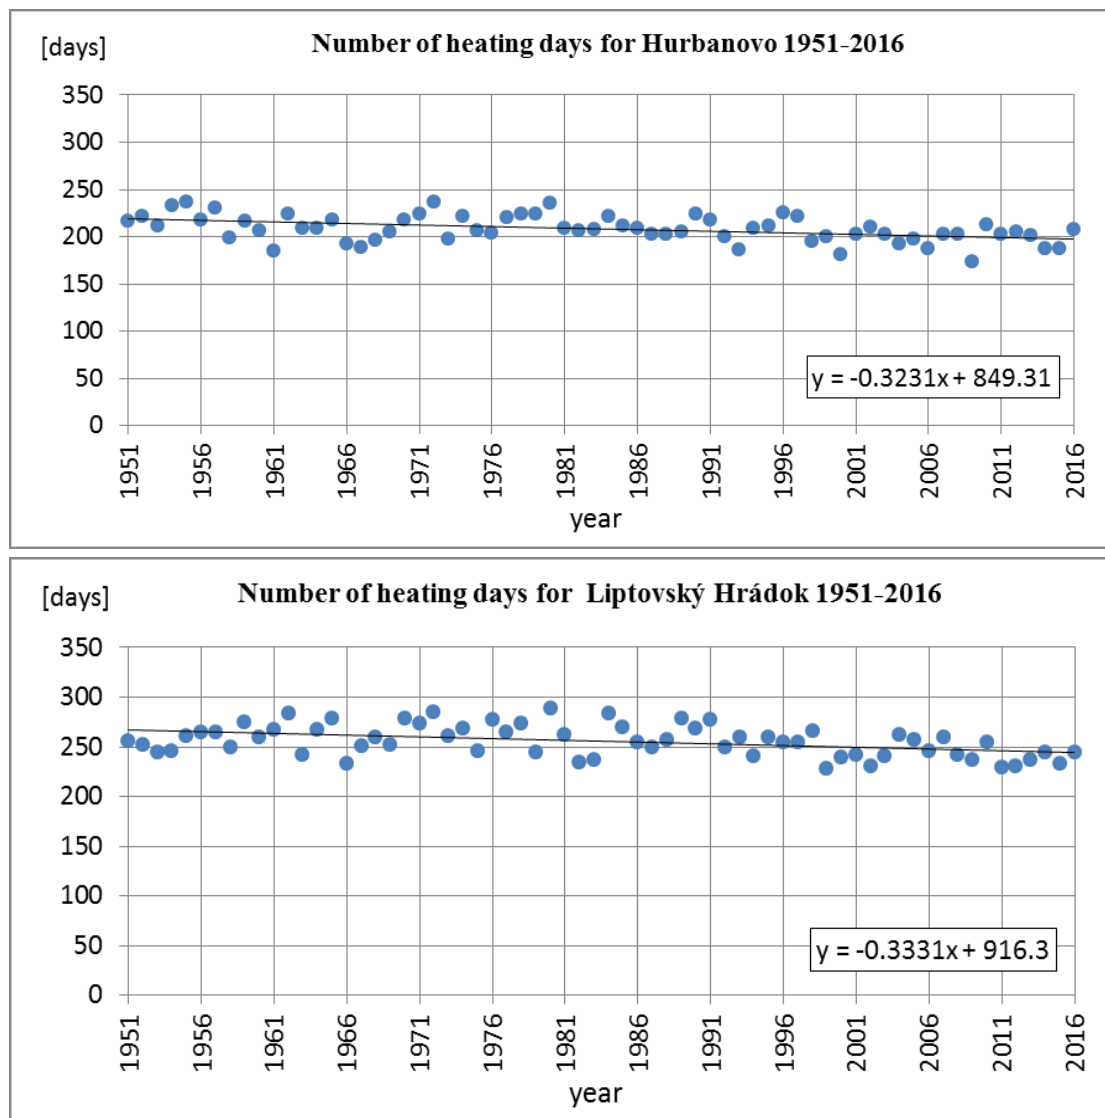 Number of heating days for Hurbanovo 1951-2016
[days]
350
300
250
200
150
100
50
0
1951 1956 1961 1966 1971 1976 1981 1986 1991 1996 2001 2006 2011 2016
year
y = -0.3231x + 849.31
Number of heating days for Liptovský Hrádok 1951-2016
[days]
350
300
250
200
150
100
50
0
1951 1956 1961 1966 1971 1976 1981 1986 1991 1996 2001 2006 2011 2016
year
y = -0.3331x + 916.3